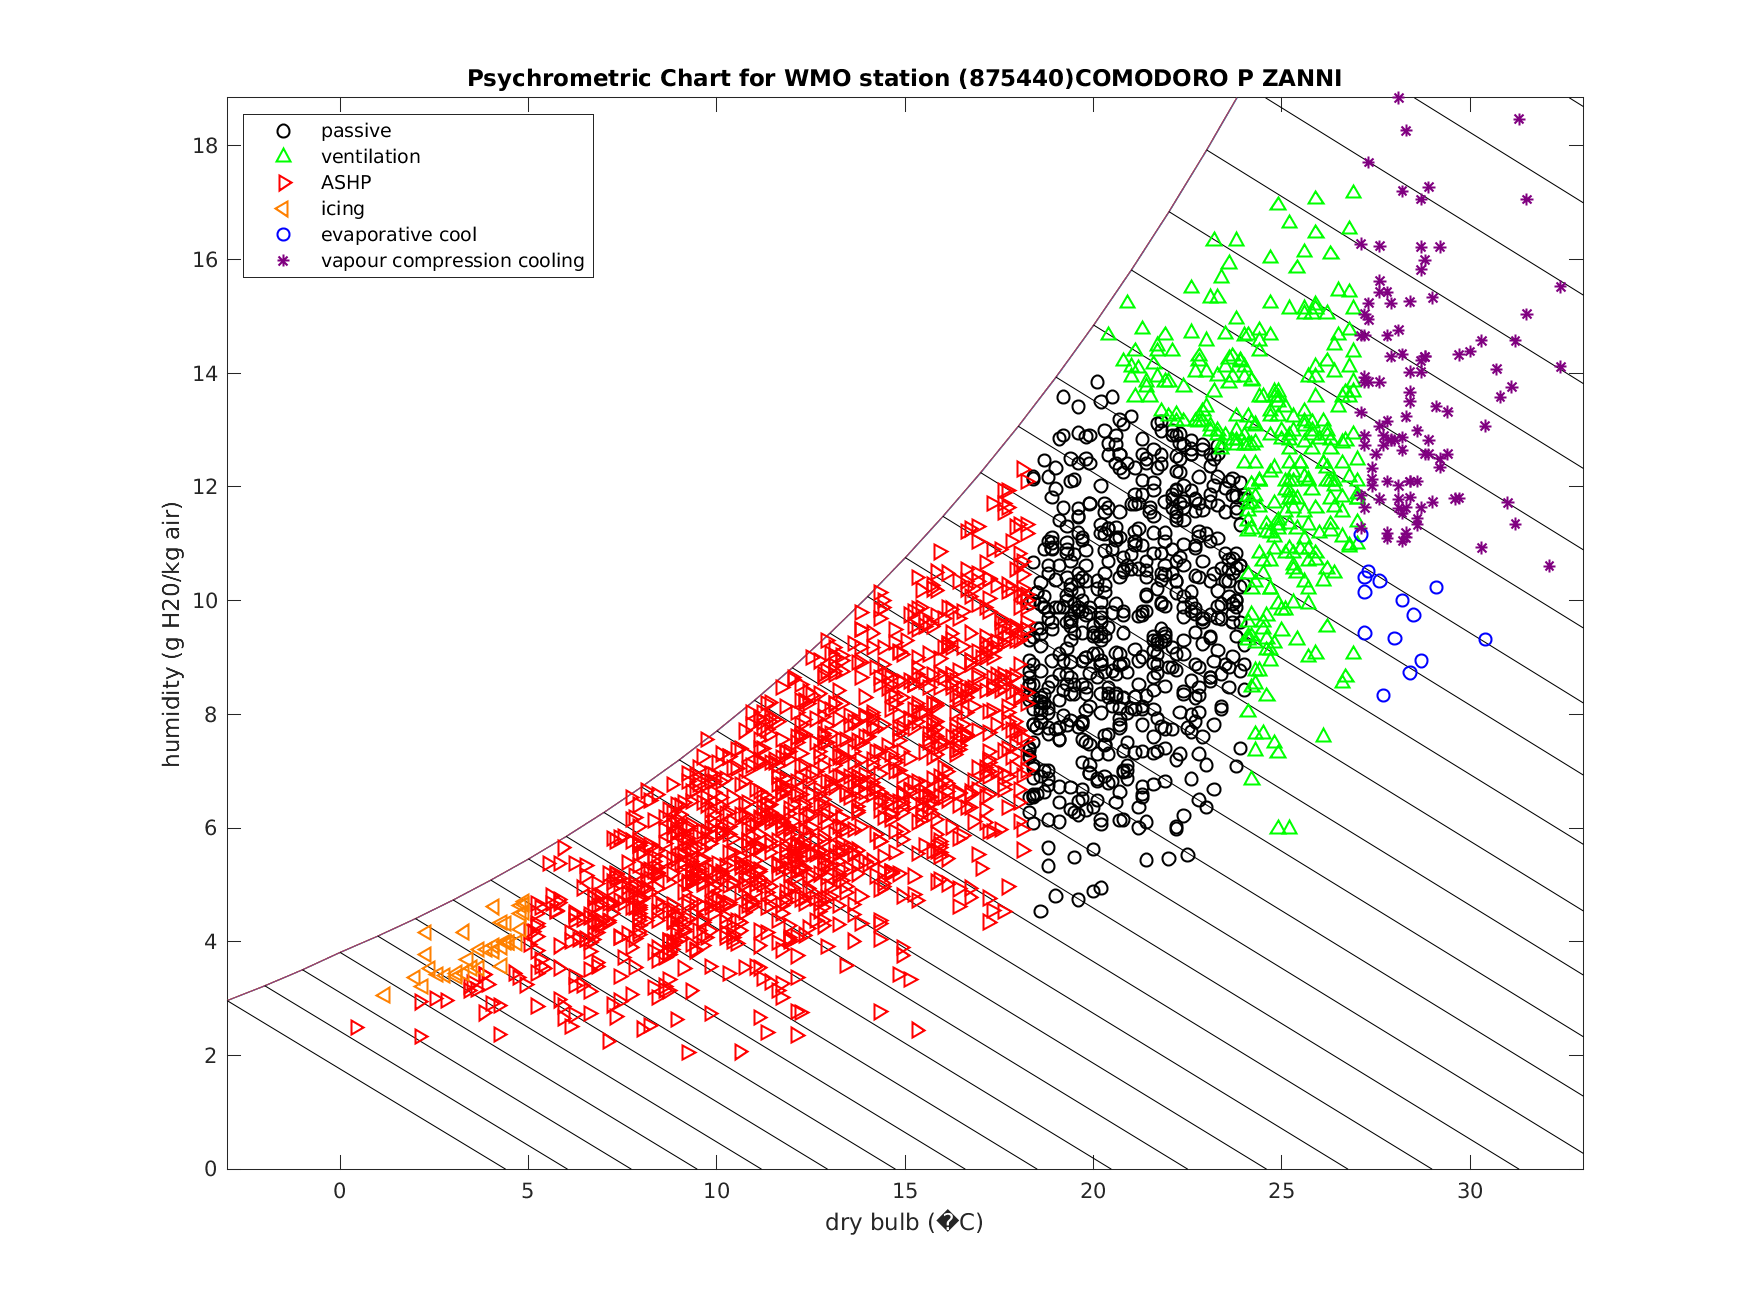 Psychrometric Chart for WMO station (875440)COMODORO P ZANNI
passive
ventilation
ASHP
icing
evaporative cool
vapour compression cooling
humidity (g H20/kg air)
18
16
14
12
10
8
6
4
2
0
0 5 10 15 20 25 30
dry bulb (�C)